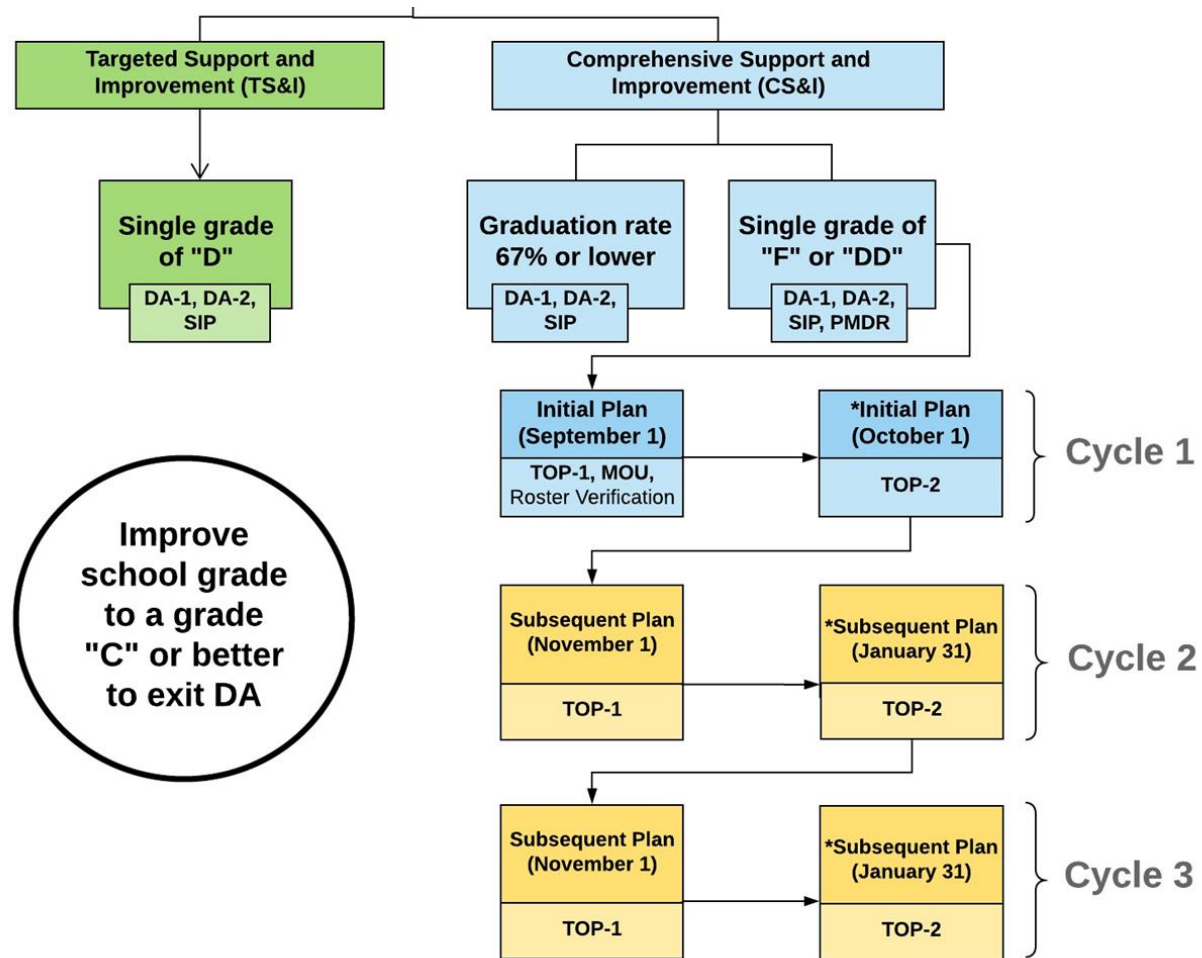 Targeted Support and
Improvement (TS&I)
Comprehensive Support and
Improvement (CS&I)
Single grade
of "D"
DA-1, DA-2,
SIP
Graduation rate
67% or lower
DA-1, DA-2,
SIP
Single grade of
"F" or "DD"
DA-1, DA-2,
SIP, PMDR
Initial Plan
(September 1)
TOP-1, MOU,
Roster Verification
*Initial Plan
(October 1)
TOP-2
Cycle 1
Improve
school grade
to a grade
"C" or better
to exit DA
Subsequent Plan
(November 1)
TOP-1
*Subsequent Plan
(January 31)
TOP-2
Cycle 2
Subsequent Plan
(November 1)
TOP-1
*Subsequent Plan
(January 31)
TOP-2
Cycle 3